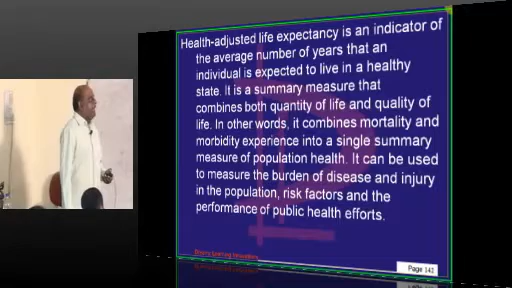 Health-adjusted life expectancy is an indicator of
the average number of years that an
individual is expected to live in a healthy
state. It is a summary measure that
combines both quantity of life and quality of
life. In other words, it combines mortality and
morbidity experience into a single summary
measure of population health. It can be used
to measure the burden of disease and injury
in the population, risk factors and the
performance of public health efforts.
Page 141